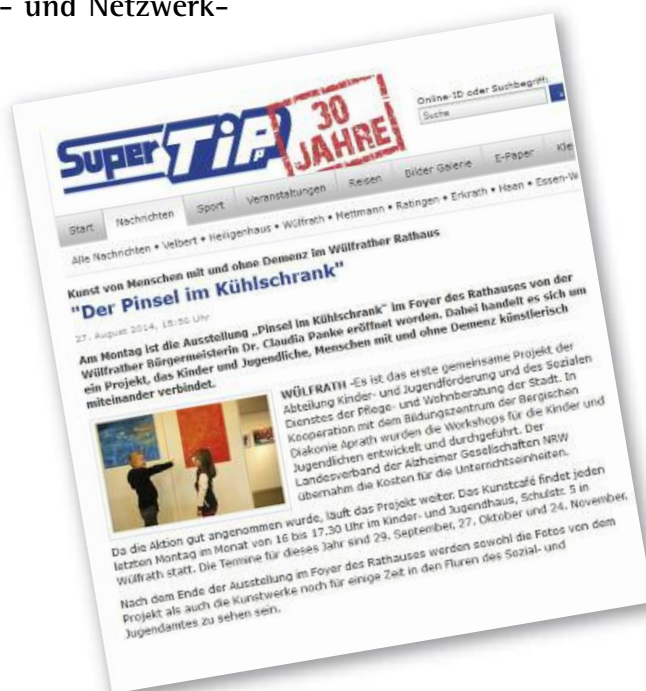 - und Netzwerk-
Super TiP
30
JAHRE
Online-ID oder Suchbegriff:
Suche
Start Nachrichten Sport Veranstaltungen Reisen Bilder Galerie E-Paper Kle
Alle Nachrichten • Velbert • Heiligenhaus • Wülfrath • Mettmann • Ratingen • Erkrath • Haan • Essen-W
Kunst von Menschen mit und ohne Demenz im Wülfrather Rathaus
"Der Pinsel im Kühlschrank"
27. August 2014, 15:56 Uhr
Am Montag ist die Ausstellung „Pinsel im Kühlschrank" im Foyer des Rathauses von der
Wülfrather Bürgermeisterin Dr. Claudia Panke eröffnet worden. Dabei handelt es sich um
ein Projekt, das Kinder und Jugendliche, Menschen mit und ohne Demenz künstlerisch
miteinander verbindet.
WÜLFRATH -Es ist das erste gemeinsame Projekt der
Abteilung Kinder- und Jugendförderung und des Sozialen
Dienstes der Pflege- und Wohnberatung der Stadt. In
Kooperation mit dem Bildungszentrum der Bergischen
Diakonie Aprath wurden die Workshops für die Kinder und
Jugendlichen entwickelt und durchgeführt. Der
Landesverband der Alzheimer Gesellschaften NRW
übernahm die Kosten für die Unterrichtseinheiten.
Da die Aktion gut angenommen wurde, läuft das Projekt weiter. Das Kunstcafé findet jeden
letzten Montag im Monat von 16 bis 17.30 Uhr im Kinder- und Jugendhaus, Schulstr. 5 in
Wülfrath statt. Die Termine für dieses Jahr sind 29. September, 27. Oktober und 24. November.
Nach dem Ende der Ausstellung im Foyer des Rathauses werden sowohl die Fotos von dem
Projekt als auch die Kunstwerke noch für einige Zeit in den Fluren des Sozial- und
Jugendamtes zu sehen sein.